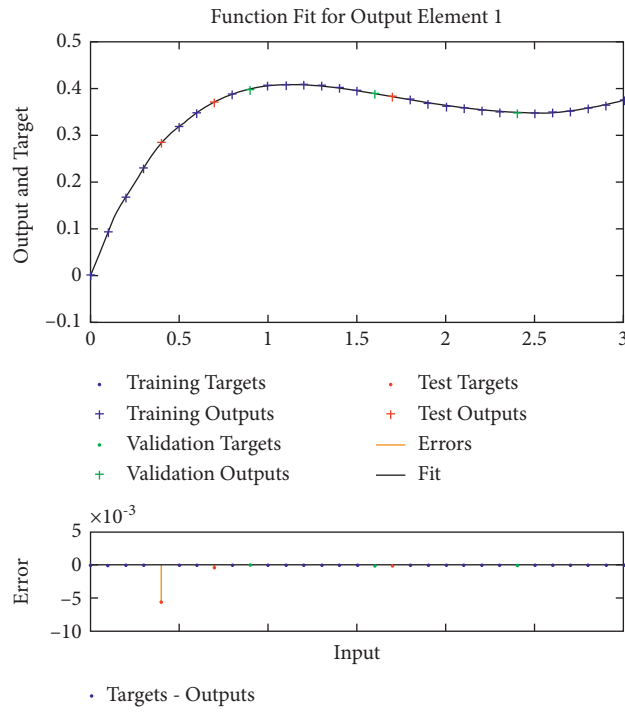 Function Fit for Output Element 1
Output and Target
0.5
0.4
0.3
0.2
0.1
0
–0.1
0 0.5 1 1.5 2 2.5 3
Training Targets
Training Outputs
Validation Targets
Validation Outputs
Test Targets
Test Outputs
Errors
Fit
×10⁻³
Error
5
0
–5
–10
Input
Targets - Outputs